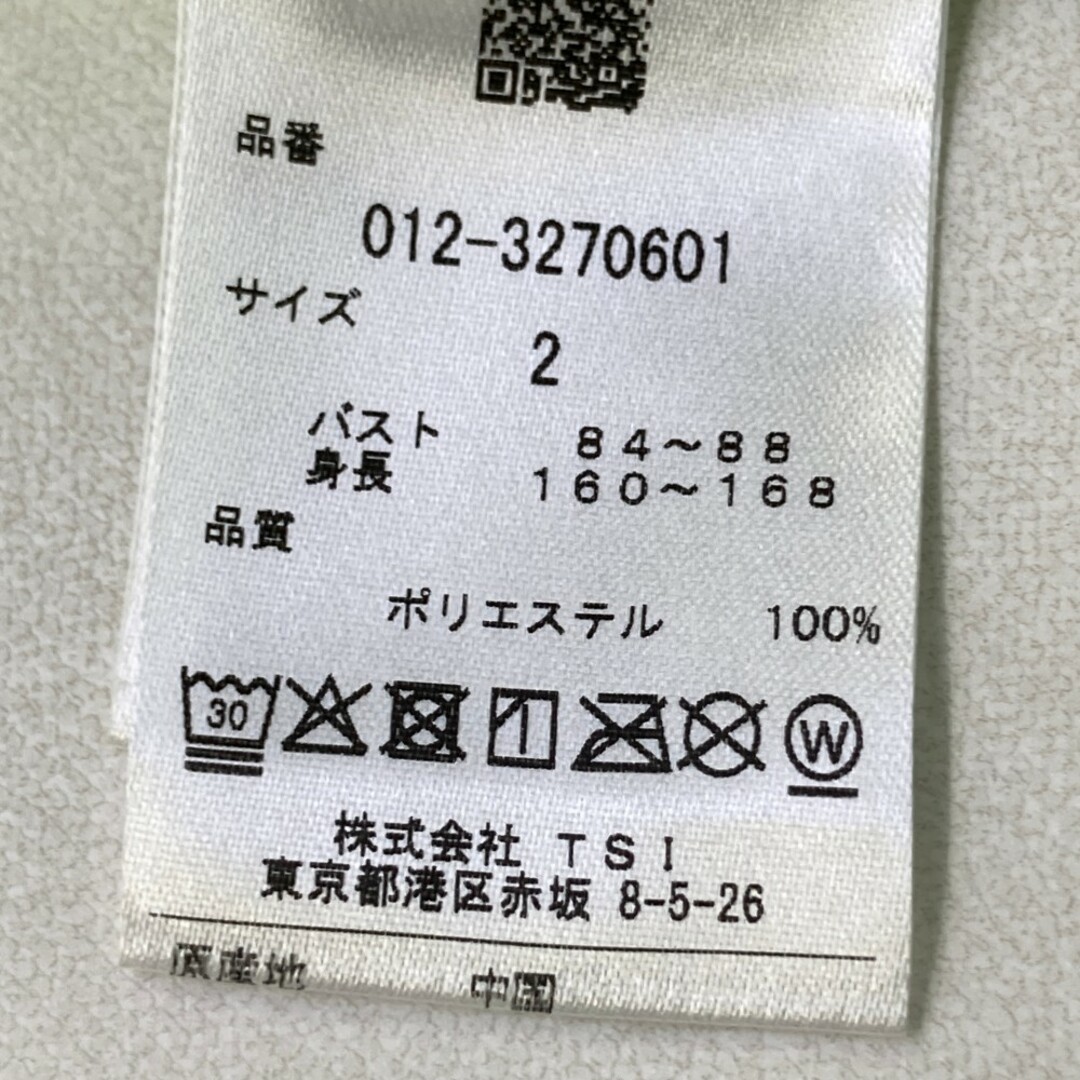 品番
012-3270601
サイズ
2
バスト 84~88
身長 160~168
品質
ポリエステル 100%
30
W
株式会社 TSI
東京都港区赤坂 8-5-26
原産地 中国